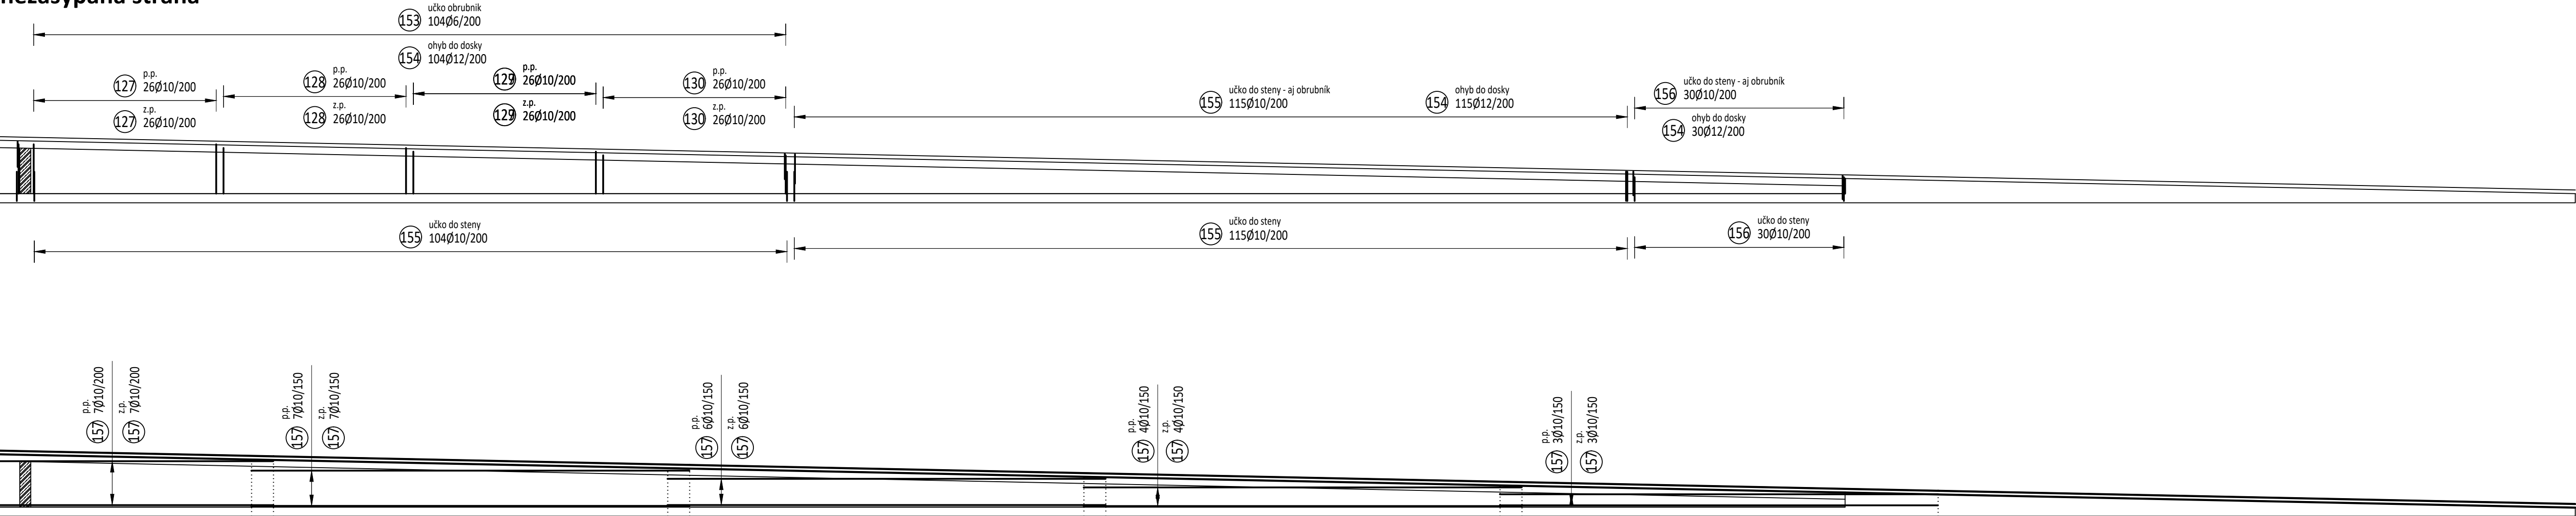 nezasypaná strana
153 učko obrubník
104Ø6/200
154 ohyb do dosky
104Ø12/200
127 p.p.
26Ø10/200
127 z.p.
26Ø10/200
128 p.p.
26Ø10/200
128 z.p.
26Ø10/200
129 p.p.
26Ø10/200
129 z.p.
26Ø10/200
130 p.p.
26Ø10/200
130 z.p.
26Ø10/200
155 učko do steny - aj obrubník
115Ø10/200
154 ohyb do dosky
115Ø12/200
156 učko do steny - aj obrubník
30Ø10/200
154 ohyb do dosky
30Ø12/200
155 učko do steny
104Ø10/200
155 učko do steny
115Ø10/200
156 učko do steny
30Ø10/200
157 p.p.
7Ø10/200
157 z.p.
7Ø10/200
157 p.p.
7Ø10/150
157 z.p.
7Ø10/150
157 p.p.
6Ø10/150
157 z.p.
6Ø10/150
157 p.p.
4Ø10/150
157 z.p.
4Ø10/150
157 p.p.
3Ø10/150
157 z.p.
3Ø10/150